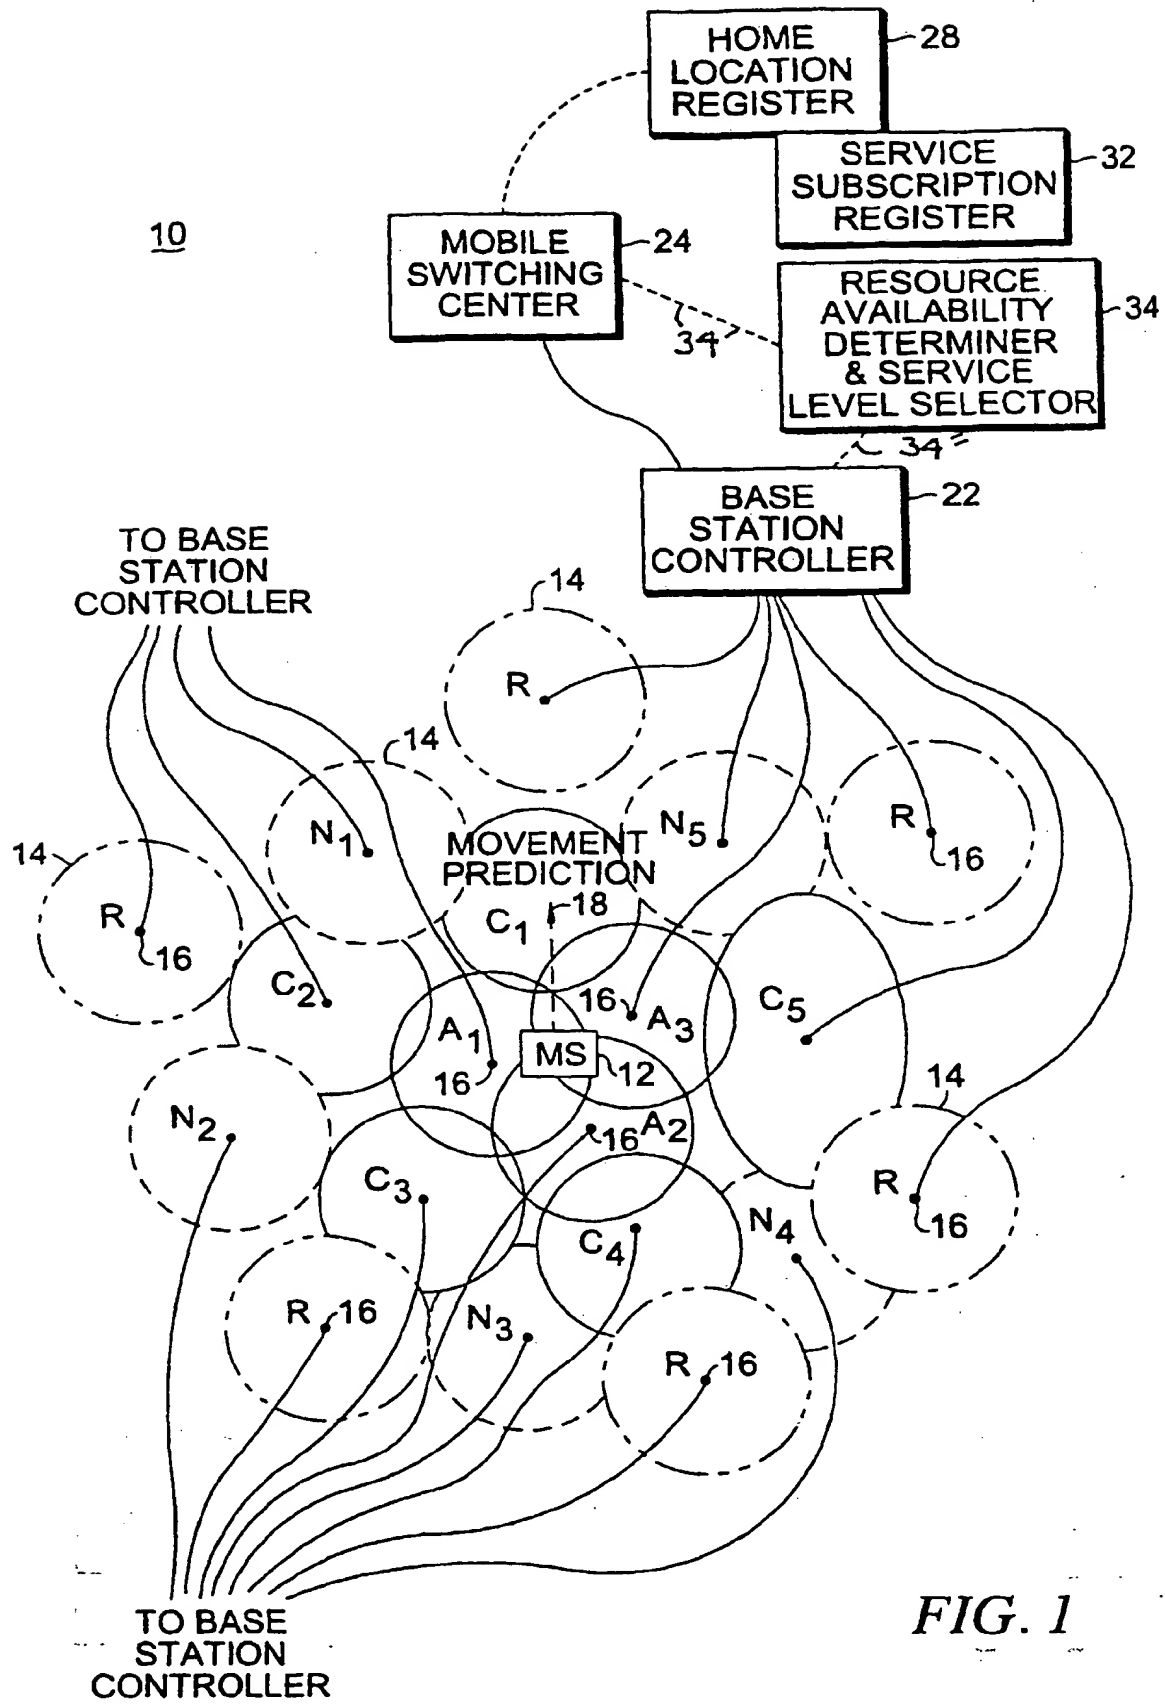 HOME
LOCATION
REGISTER
28
SERVICE
SUBSCRIPTION
REGISTER
32
10
MOBILE
SWITCHING
CENTER
24
RESOURCE
AVAILABILITY
DETERMINER
& SERVICE
LEVEL SELECTOR
34
34'
34"
BASE
STATION
CONTROLLER
22
TO BASE
STATION
CONTROLLER
14
R
14
N1
MOVEMENT
PREDICTION
N5
R
16
14
R
16
C1
18
C2
A1
16
16
A3
C5
MS
12
14
N2
16
A2
C3
R
16
C4
N4
R
16
N3
R
16
TO BASE
STATION
CONTROLLER
FIG. 1